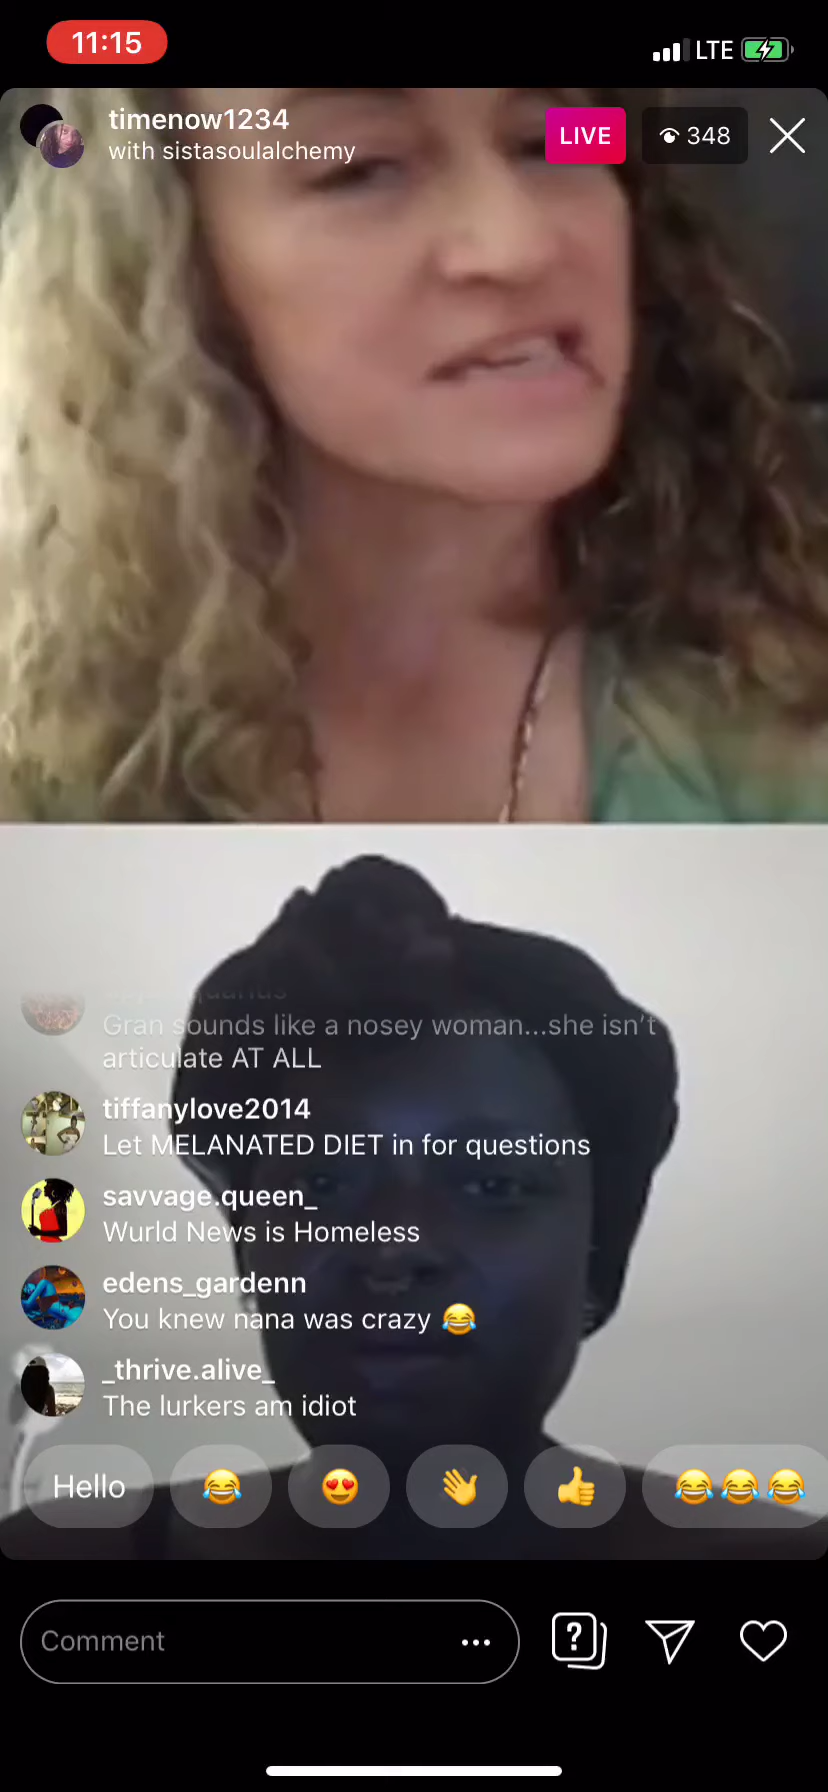 11:15
LTE
timenow1234
with sistasoulalchemy
LIVE
348
Gran sounds like a nosey woman...she isn't
articulate AT ALL
tiffanylove2014
Let MELANATED DIET in for questions
savvage.queen_
Wurld News is Homeless
edens_gardenn
You knew nana was crazy 😂
_thrive.alive_
The lurkers am idiot
Hello 😂 😍 👋 👍 😂😂😂
Comment